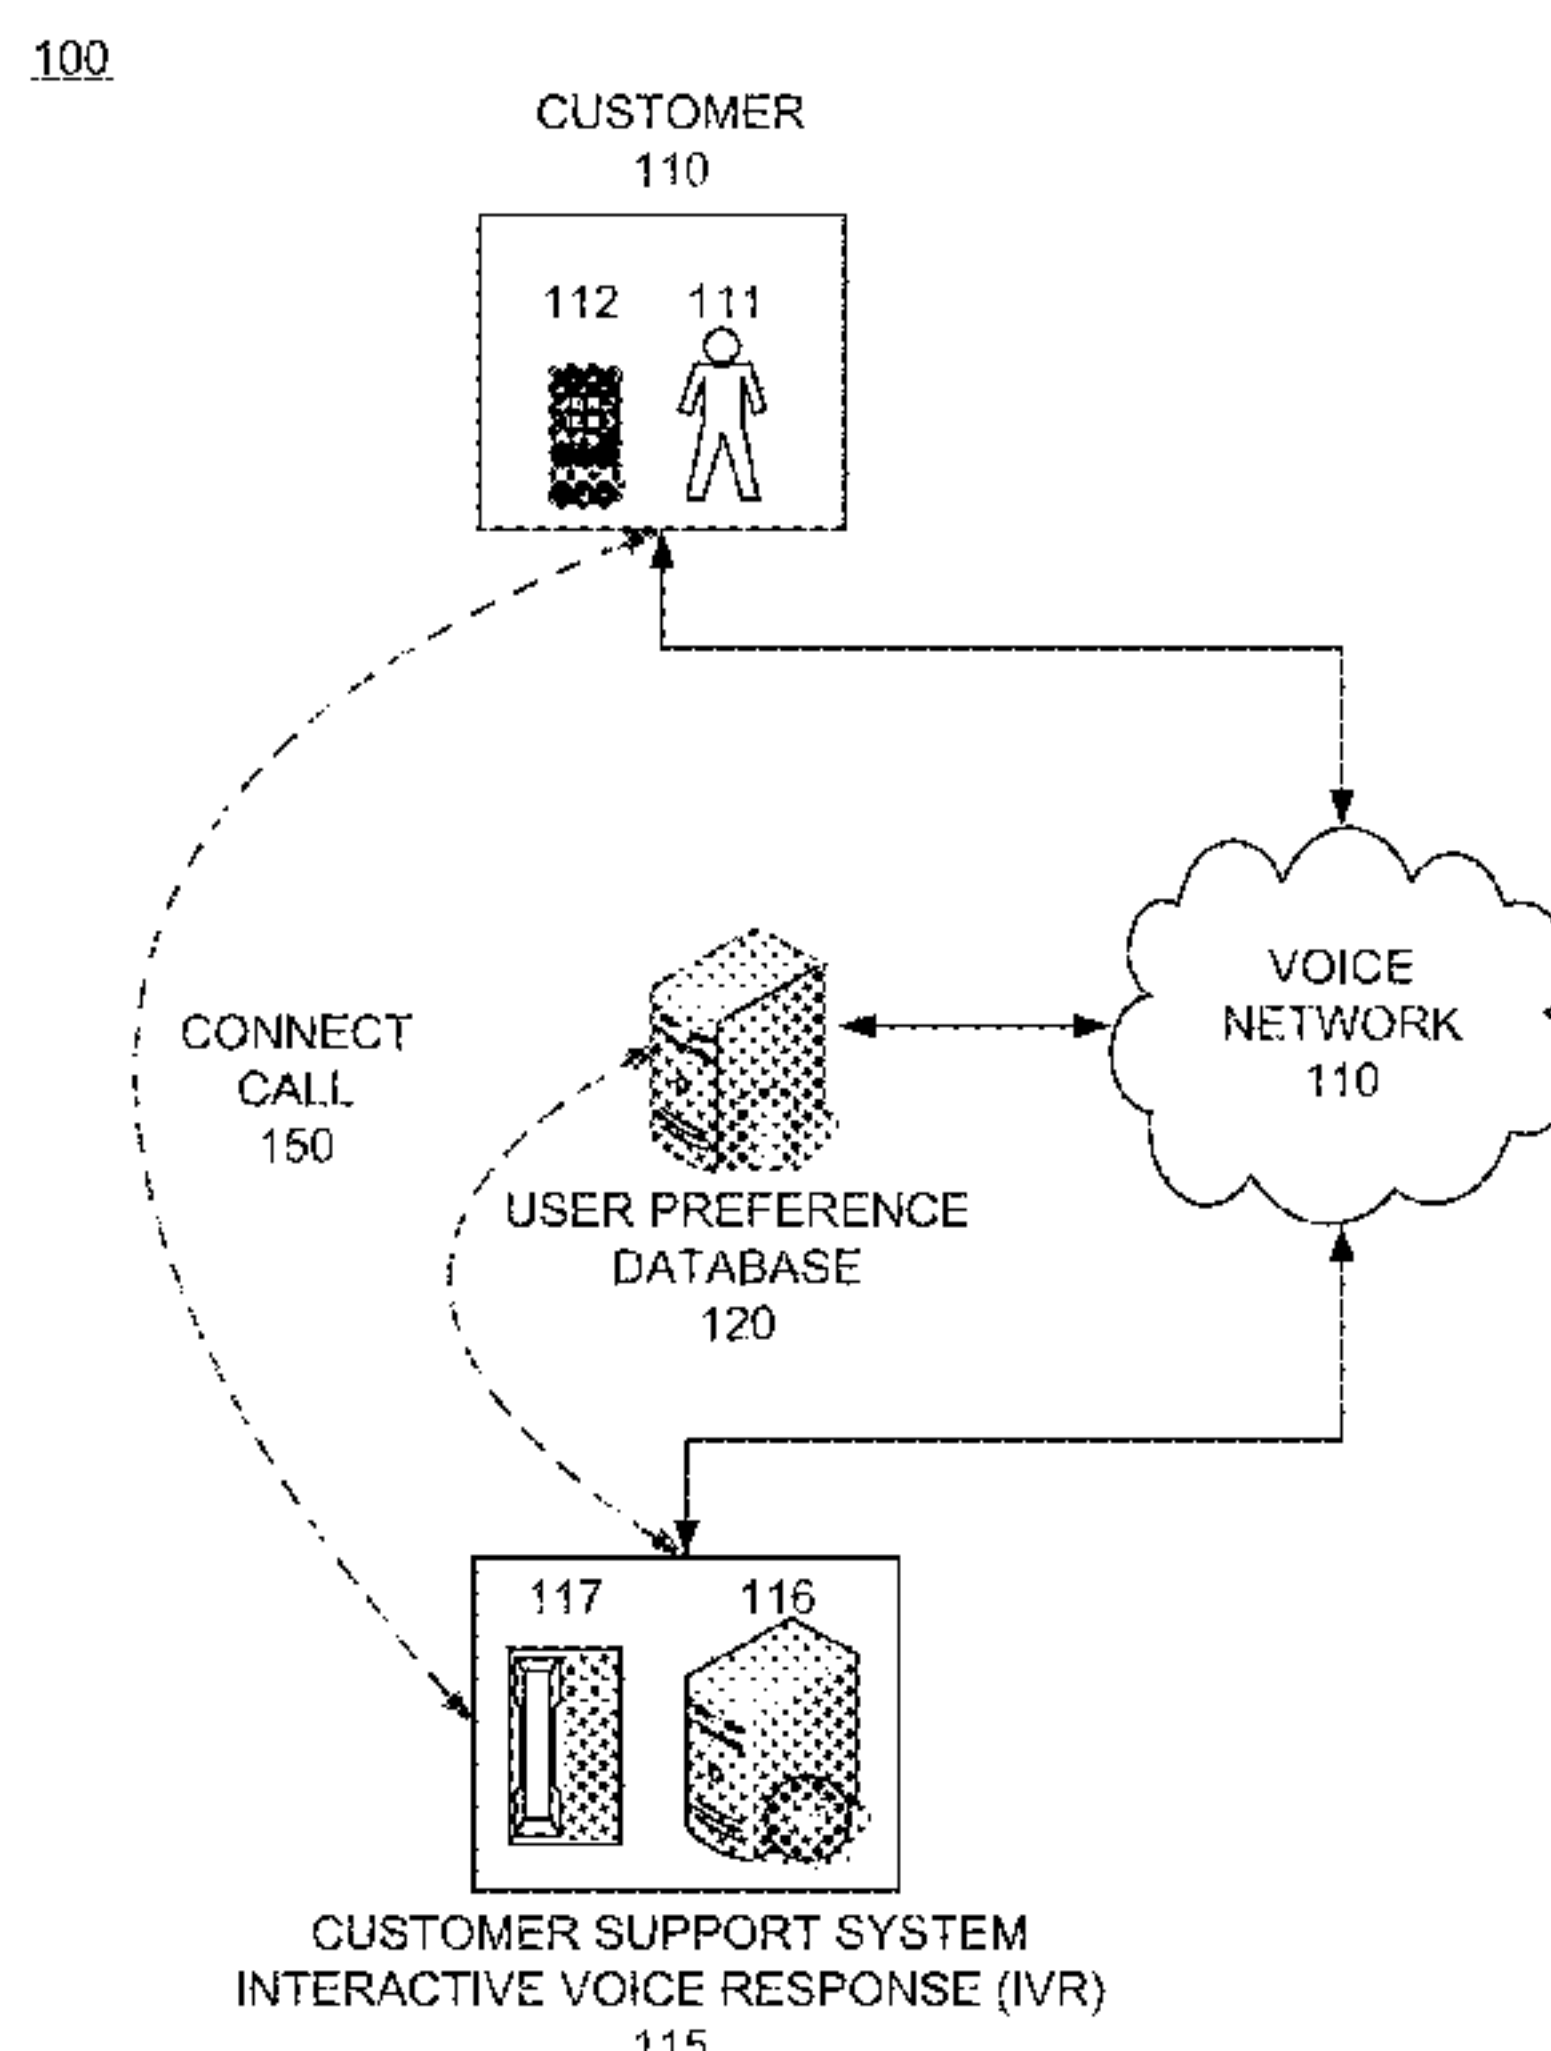 100
CUSTOMER
110
112
111
VOICE
NETWORK
110
CONNECT
CALL
150
USER PREFERENCE
DATABASE
120
117
116
CUSTOMER SUPPORT SYSTEM
INTERACTIVE VOICE RESPONSE (IVR)
115